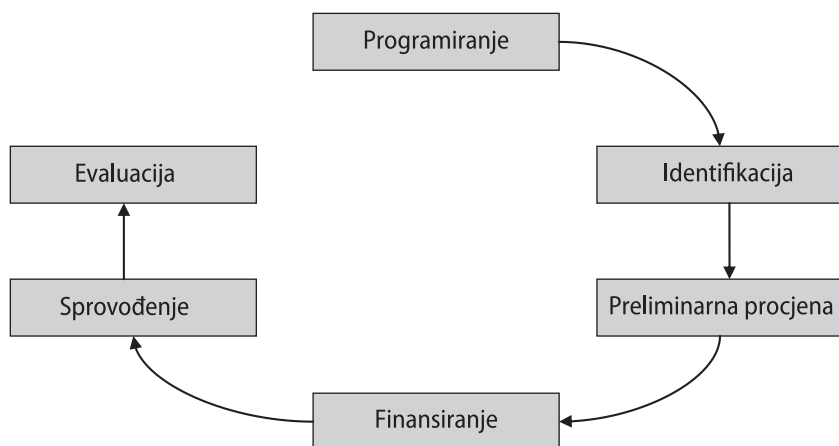 Programiranje
Evaluacija
Identifikacija
Sprovođenje
Preliminarna procjena
Finansiranje